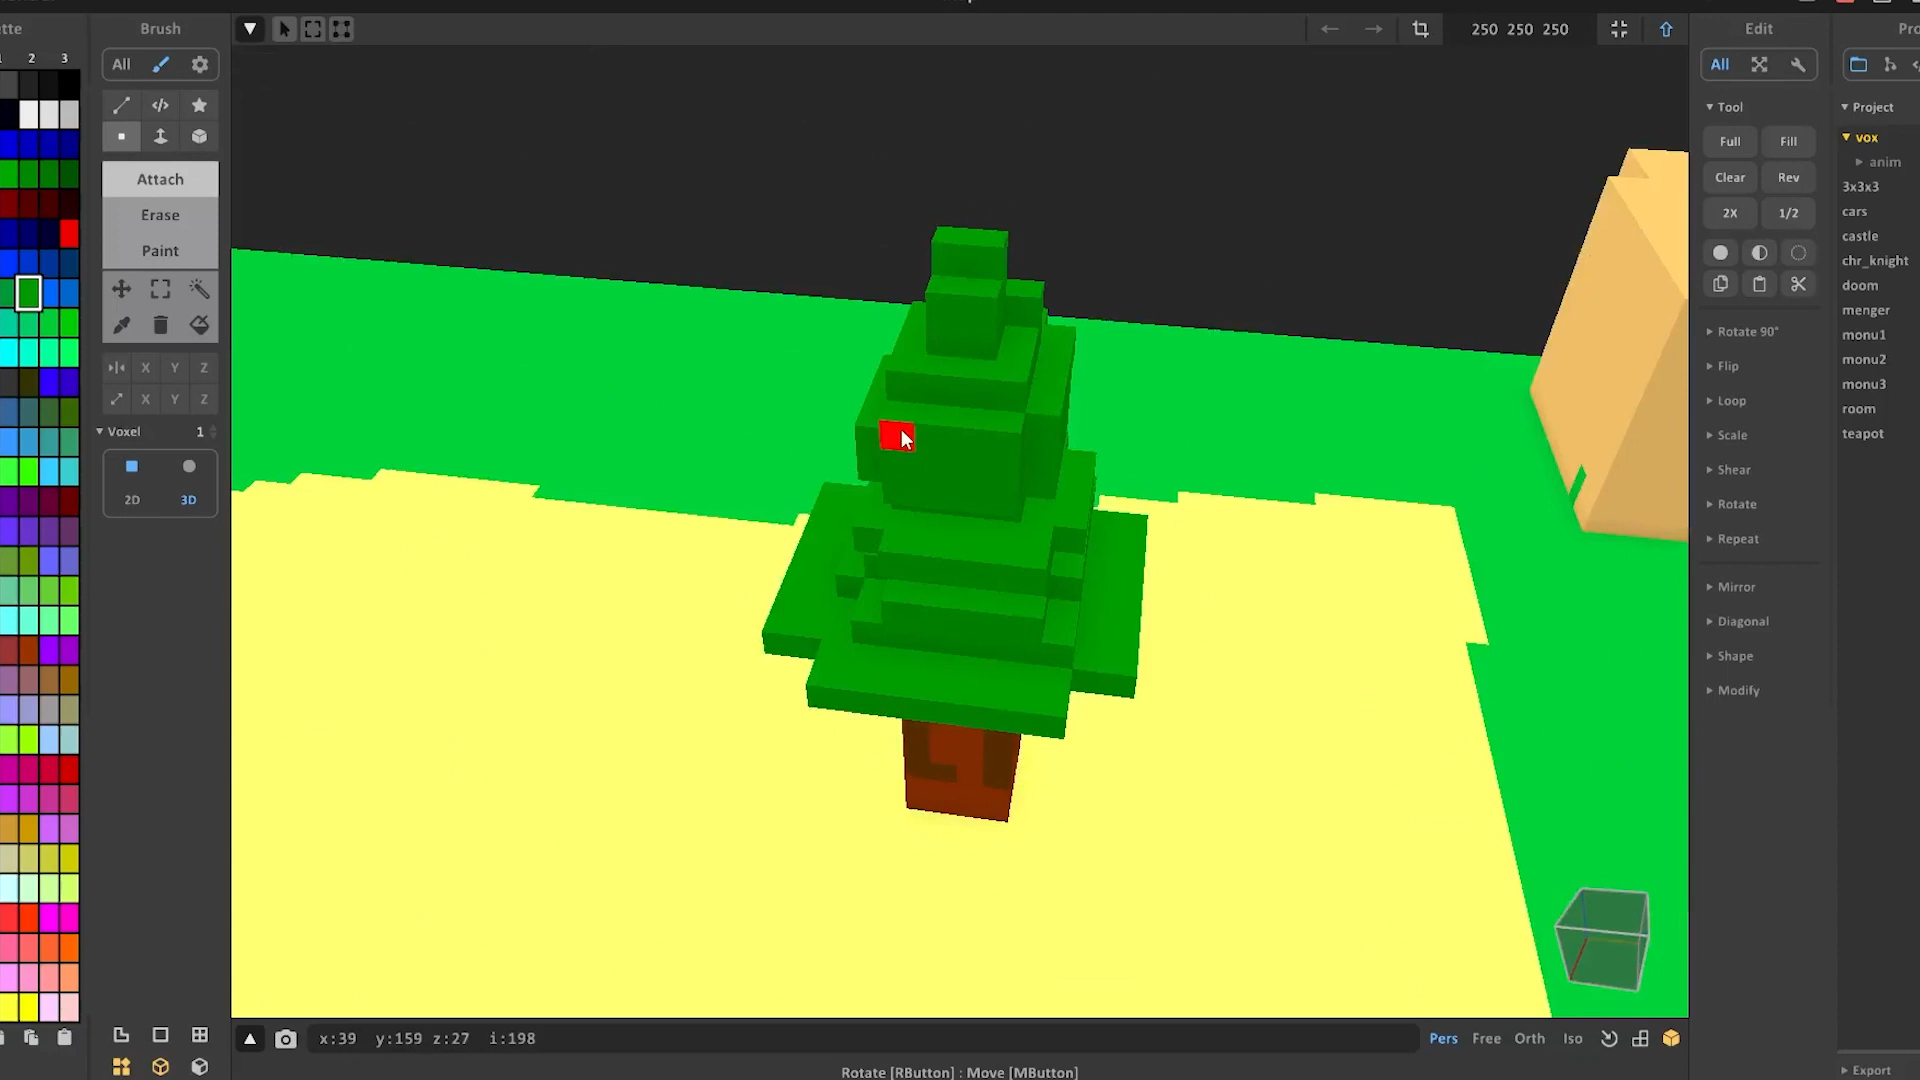 Brush
250 250 250
Edit
1 2 3
All
All
Tool
Project
Full Fill
vox
anim
Clear Rev
Attach
3x3x3
Erase
2X 1/2
cars
Paint
castle
chr_knight
doom
menger
Rotate 90°
monu1
X Y Z
Flip
monu2
X Y Z
Loop
monu3
Voxel 1
Scale
room
Shear
teapot
2D 3D
Rotate
Repeat
Mirror
Diagonal
Shape
Modify
x:39 y:159 z:27 i:198
Pers Free Orth Iso
Rotate [RButton] : Move [MButton]
Export